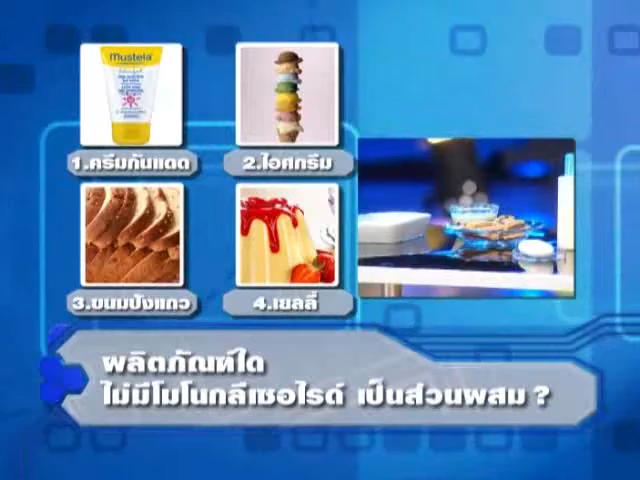 Mustela
1.ครีมกันแดด
2.ไอศกรีม
3.ขนมปังแถว
4.เยลลี่
ผลิตภัณฑ์ใด
ไม่มีโมโนกลีเซอไรด์ เป็นส่วนผสม ?